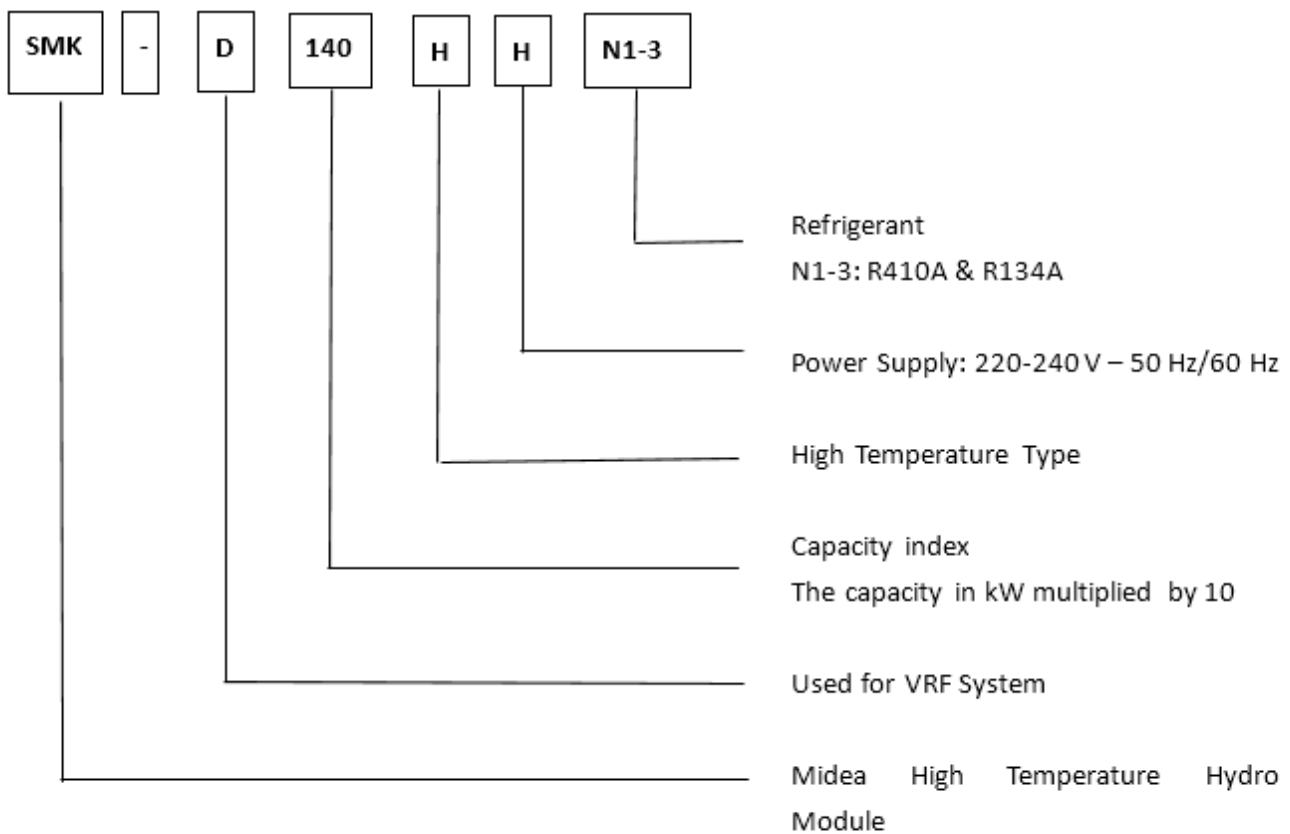 SMK - D 140 H H N1-3
Refrigerant
N1-3: R410A & R134A
Power Supply: 220-240 V – 50 Hz/60 Hz
High Temperature Type
Capacity index
The capacity in kW multiplied by 10
Used for VRF System
Midea High Temperature Hydro
Module